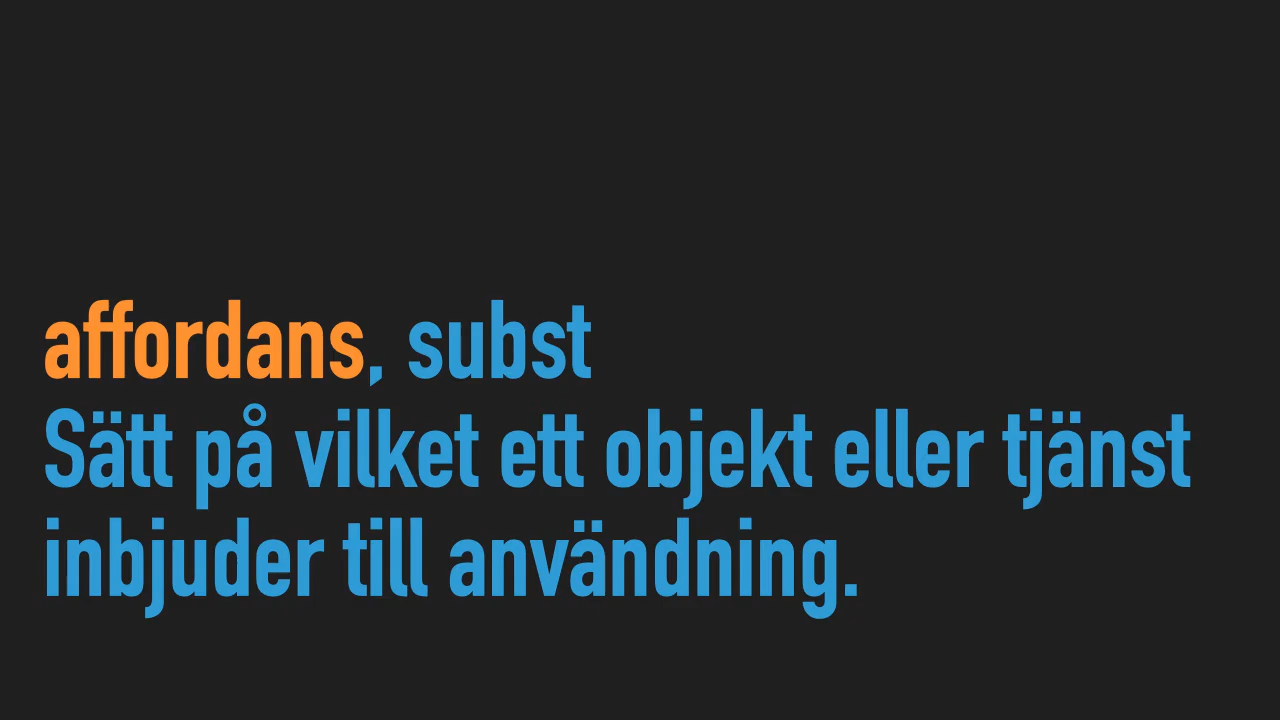 affordans, subst
Sätt på vilket ett objekt eller tjänst
inbjuder till användning.